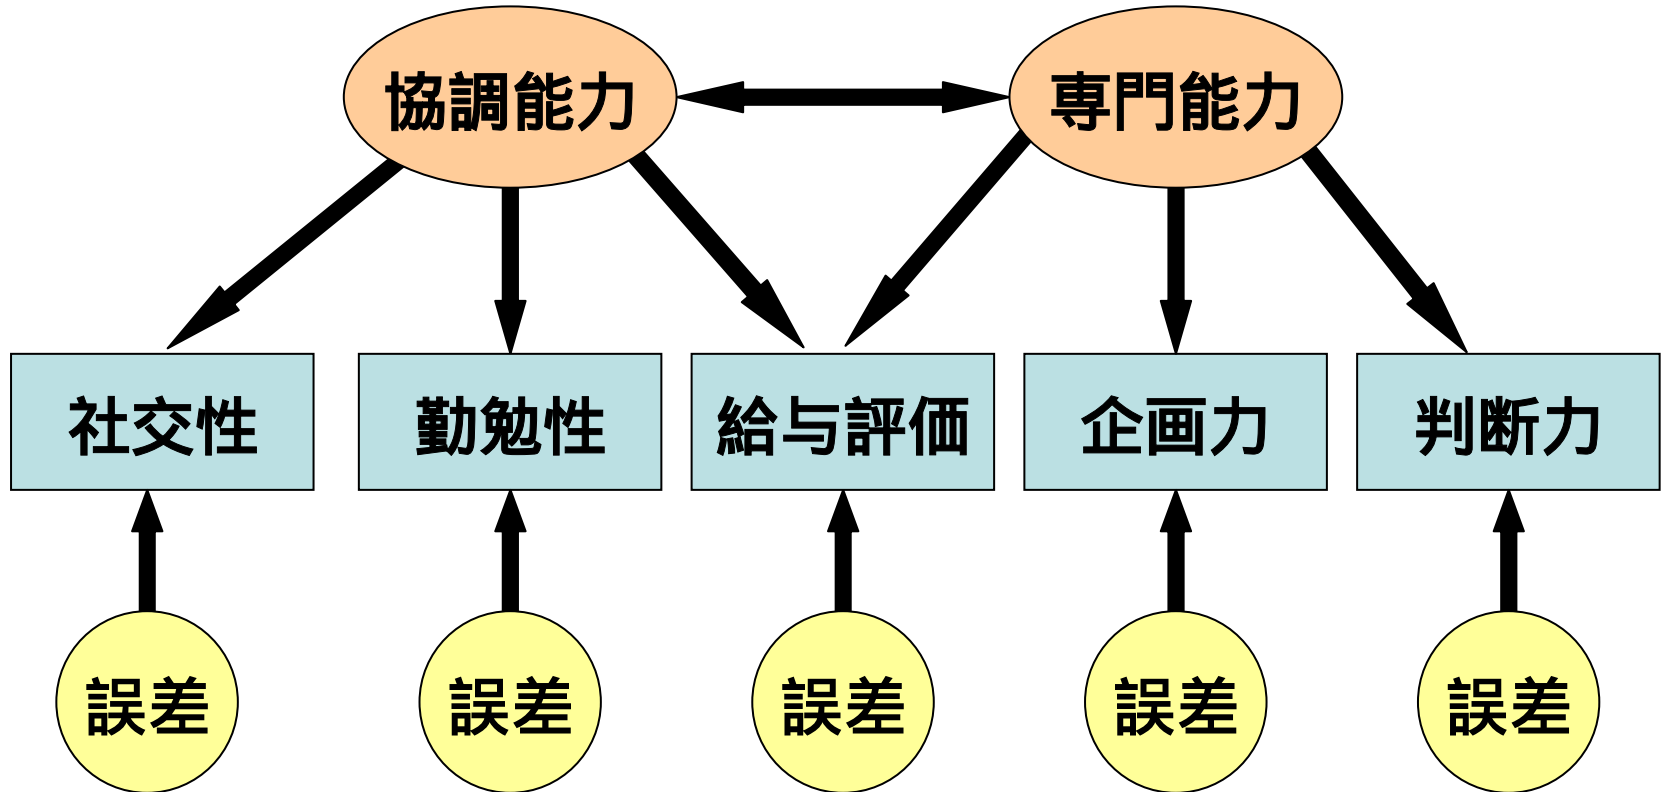 協調能力
専門能力
社交性
勤勉性
給与評価
企画力
判断力
誤差
誤差
誤差
誤差
誤差